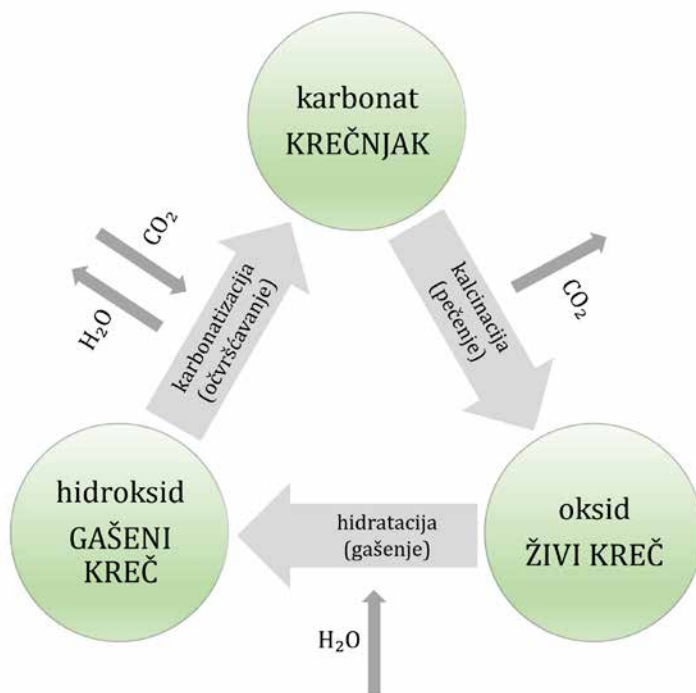 karbonat
KREČNJAK
CO₂
H₂O
karbonatizacija
(očvršćavanje)
kalcinacija
(pečenje)
CO₂
hidroksid
GAŠENI
KREČ
hidratacija
(gašenje)
H₂O
oksid
ŽIVI KREČ